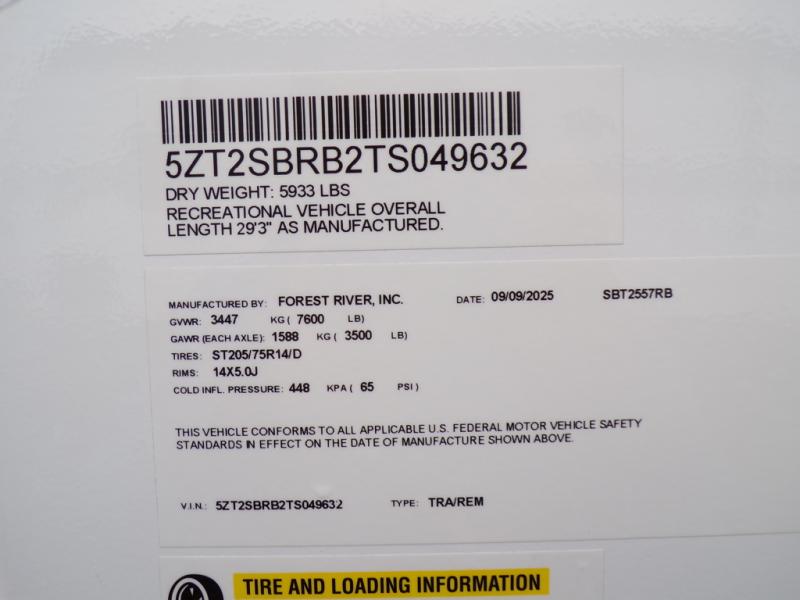 5ZT2SBRB2TS049632
DRY WEIGHT: 5933 LBS
RECREATIONAL VEHICLE OVERALL
LENGTH 29'3" AS MANUFACTURED.
MANUFACTURED BY: FOREST RIVER, INC. DATE: 09/09/2025 SBT2557RB
GVWR: 3447 KG ( 7600 LB)
GAWR (EACH AXLE): 1588 KG ( 3500 LB)
TIRES: ST205/75R14/D
RIMS: 14X5.0J
COLD INFL. PRESSURE: 448 KPA ( 65 PSI )
THIS VEHICLE CONFORMS TO ALL APPLICABLE U.S. FEDERAL MOTOR VEHICLE SAFETY
STANDARDS IN EFFECT ON THE DATE OF MANUFACTURE SHOWN ABOVE.
V.I.N.: 5ZT2SBRB2TS049632 TYPE: TRA/REM
TIRE AND LOADING INFORMATION